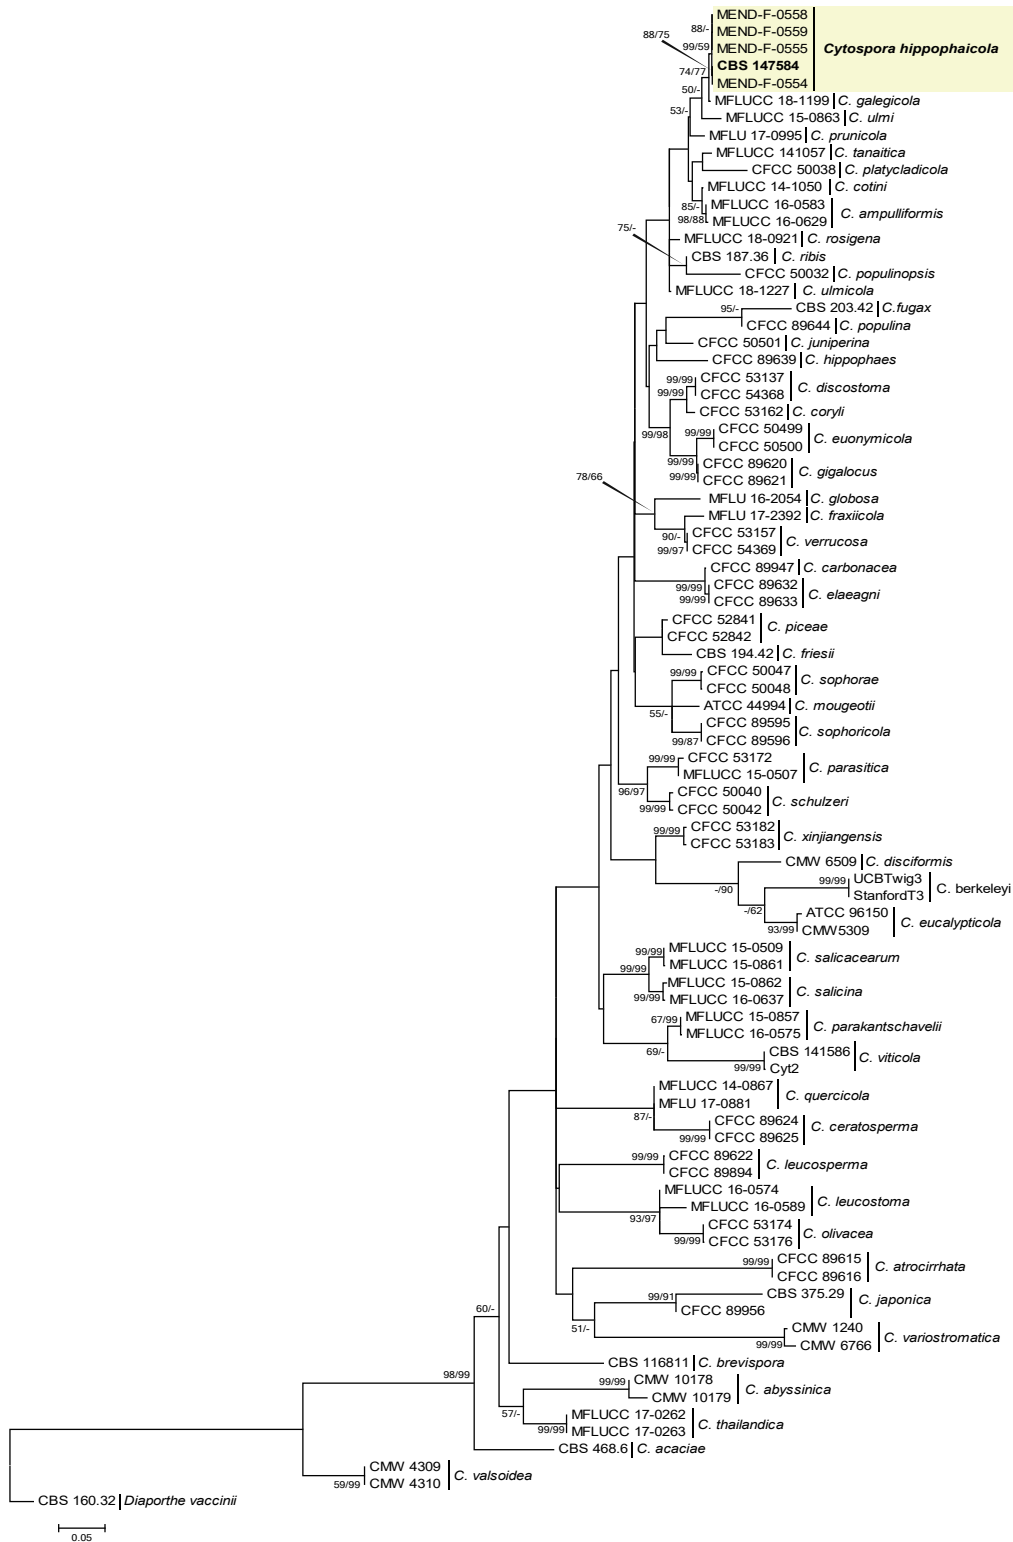 MEND-F-0558
88/-
MEND-F-0559
88/75
99/59
MEND-F-0555
Cytospora hippophaicola
CBS 147584
74/77
MEND-F-0554
50/-
MFLUCC 18-1199 C. galegicola
53/-
MFLUCC 15-0863 C. ulmi
MFLU 17-0995 C. prunicola
MFLUCC 141057 C. tanaitica
CFCC 50038 C. platycladicola
MFLUCC 14-1050 C. cotini
85/-
MFLUCC 16-0583
C. ampulliformis
98/88
MFLUCC 16-0629
75/-
MFLUCC 18-0921 C. rosigena
CBS 187.36 C. ribis
CFCC 50032 C. populinopsis
MFLUCC 18-1227 C. ulmicola
95/-
CBS 203.42 C.fugax
CFCC 89644 C. populina
CFCC 50501 C. juniperina
CFCC 89639 C. hippophaes
99/99
CFCC 53137
C. discostoma
99/99
CFCC 54368
CFCC 53162 C. coryli
99/98
99/99
CFCC 50499
C. euonymicola
CFCC 50500
99/99
CFCC 89620
C. gigalocus
99/99
CFCC 89621
78/66
MFLU 16-2054 C. globosa
MFLU 17-2392 C. fraxiicola
90/-
CFCC 53157
C. verrucosa
99/97
CFCC 54369
CFCC 89947 C. carbonacea
99/99
CFCC 89632
C. elaeagni
99/99
CFCC 89633
CFCC 52841
C. piceae
CFCC 52842
CBS 194.42 C. friesii
99/99
CFCC 50047
C. sophorae
CFCC 50048
ATCC 44994 C. mougeotii
55/-
CFCC 89595
C. sophoricola
99/87
CFCC 89596
99/99
CFCC 53172
C. parasitica
MFLUCC 15-0507
96/97
CFCC 50040
C. schulzeri
99/99
CFCC 50042
99/99
CFCC 53182
C. xinjiangensis
CFCC 53183
CMW 6509 C. disciformis
-/90
99/99
UCBTwig3
C. berkeleyi
StanfordT3
-/62
ATCC 96150
C. eucalypticola
93/99
CMW5309
99/99
MFLUCC 15-0509
C. salicacearum
MFLUCC 15-0861
99/99
MFLUCC 15-0862
C. salicina
99/99
MFLUCC 16-0637
67/99
MFLUCC 15-0857
C. parakantschavelii
MFLUCC 16-0575
69/-
CBS 141586
C. viticola
99/99
Cyt2
MFLUCC 14-0867
C. quercicola
MFLU 17-0881
87/-
CFCC 89624
C. ceratosperma
99/99
CFCC 89625
99/99
CFCC 89622
C. leucosperma
CFCC 89894
MFLUCC 16-0574
C. leucostoma
MFLUCC 16-0589
93/97
CFCC 53174
C. olivacea
99/99
CFCC 53176
99/99
CFCC 89615
C. atrocirrhata
CFCC 89616
99/91
CBS 375.29
C. japonica
CFCC 89956
51/-
CMW 1240
C. variostromatica
99/99
CMW 6766
60/-
CBS 116811 C. brevispora
98/99
99/99
CMW 10178
C. abyssinica
CMW 10179
57/-
MFLUCC 17-0262
C. thailandica
99/99
MFLUCC 17-0263
CBS 468.6 C. acaciae
CMW 4309
C. valsoidea
59/99
CMW 4310
CBS 160.32 Diaporthe vaccinii
0.05